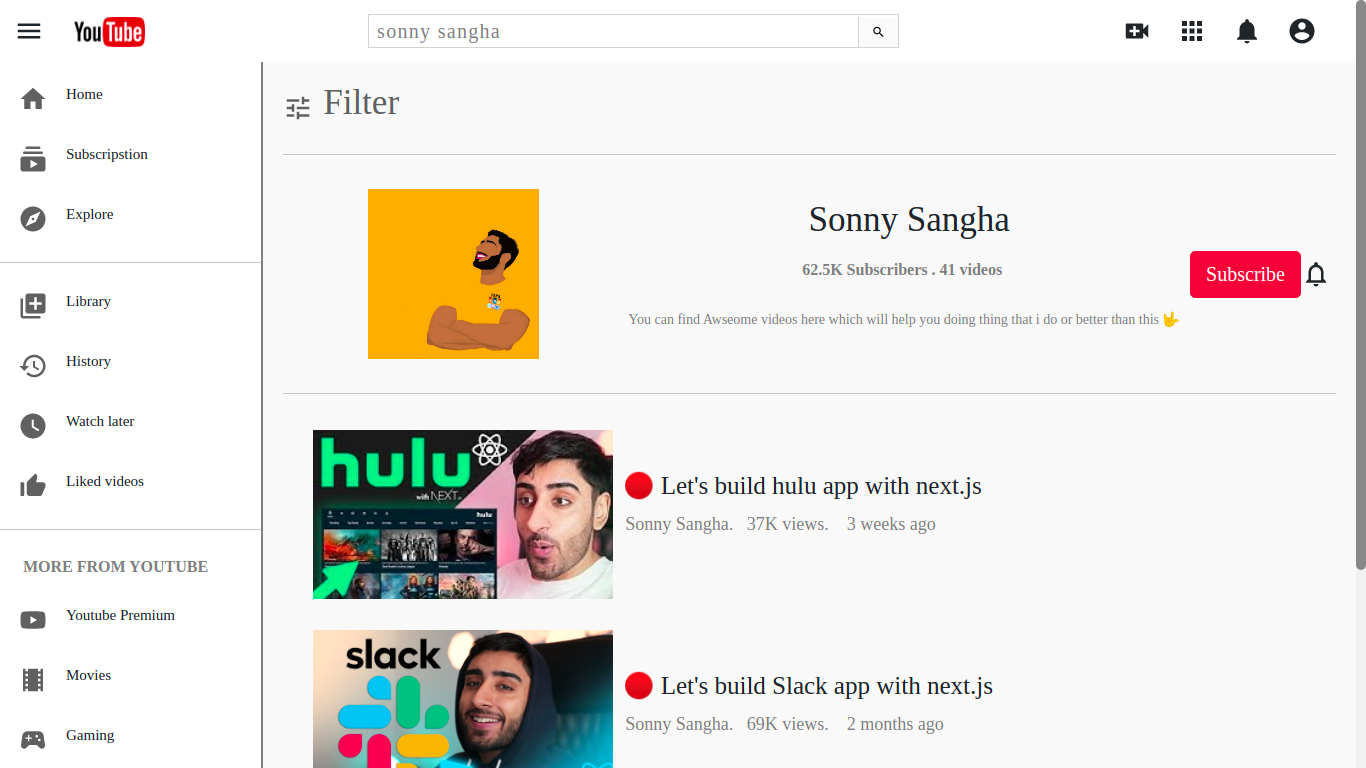 YouTube
sonny sangha
Home
Subscripstion
Explore
Library
History
Watch later
Liked videos
MORE FROM YOUTUBE
Youtube Premium
Movies
Gaming
Filter
Sonny Sangha
62.5K Subscribers . 41 videos
You can find Awseome videos here which will help you doing thing that i do or better than this 🤟
Subscribe
hulu
with NEXT.JS
hulu
🔴 Let's build hulu app with next.js
Sonny Sangha. 37K views. 3 weeks ago
slack
🔴 Let's build Slack app with next.js
Sonny Sangha. 69K views. 2 months ago